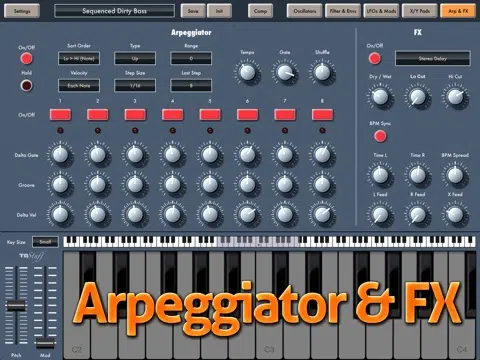 Settings Sequenced Dirty Bass Save Init Comp Oscillators Filter & Envs LFOs & Mods X/Y Pads Arp & FX
Arpeggiator FX
On/Off Sort Order Type Range Tempo Gate Shuffle On/Off
Lo > Hi (Note) Up 0 Stereo Delay
Hold Velocity Step Size Last Step Dry / Wet Lo Cut Hi Cut
Each Note 1/16 8
1 2 3 4 5 6 7 8
On/Off BPM Sync
Delta Gate Time L Time R BPM Spread
Groove
Delta Vel L Feed R Feed X Feed
Key Size Small
Arpeggiator & FX
Pitch Mod C2 C3 C4